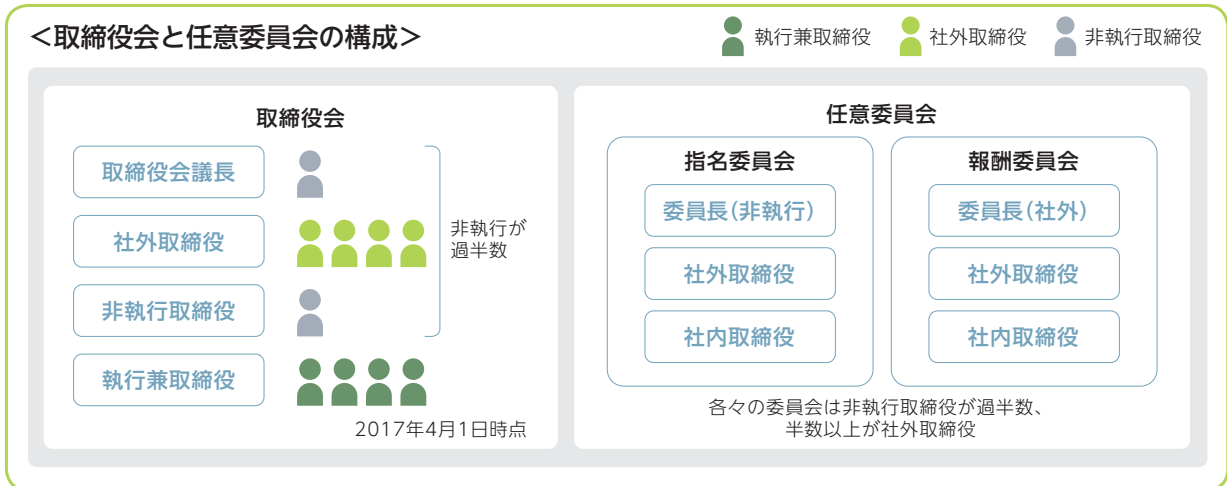 ＜取締役会と任意委員会の構成＞
執行兼取締役
社外取締役
非執行取締役
取締役会
取締役会議長
社外取締役
非執行取締役
執行兼取締役
非執行が
過半数
2017年4月1日時点
任意委員会
指名委員会
委員長（非執行）
社外取締役
社内取締役
報酬委員会
委員長（社外）
社外取締役
社内取締役
各々の委員会は非執行取締役が過半数、
半数以上が社外取締役